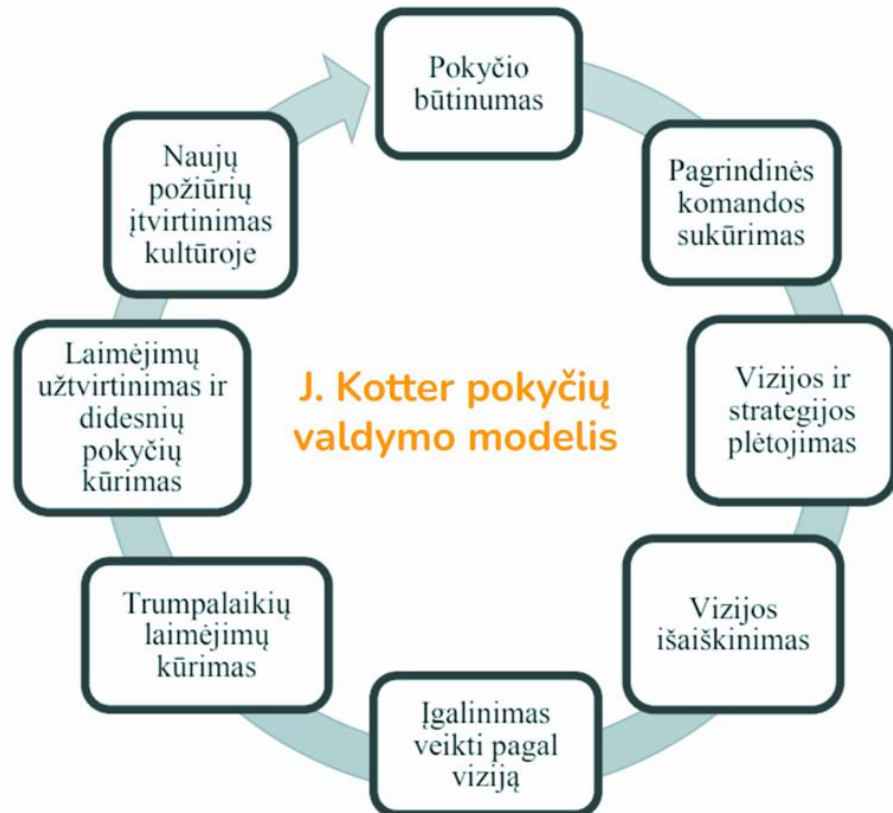 Pokyčio
būtinumas
Pagrindinės
komandos
sukūrimas
Vizijos ir
strategijos
plėtojimas
Vizijos
išaiškinimas
Įgalinimas
veikti pagal
viziją
Trumpalaikių
laimėjimų
kūrimas
Laimėjimų
užtvirtinimas ir
didesnių
pokyčių
kūrimas
Naujų
požiūrių
įtvirtinimas
kultūroje
J. Kotter pokyčių
valdymo modelis